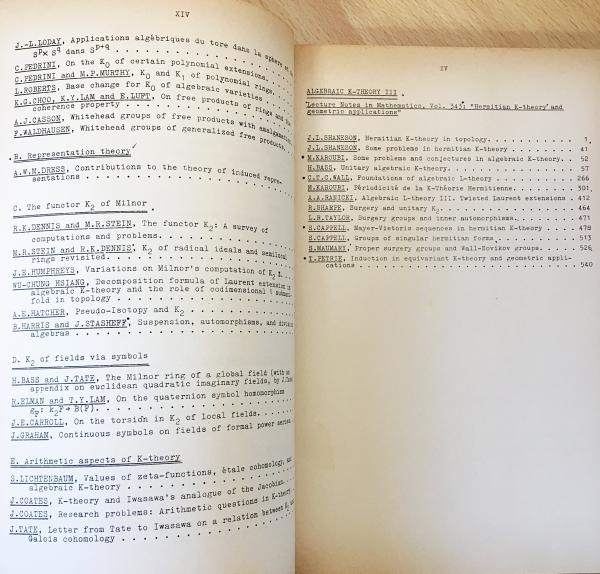 XIV
J.-L.LODAY, Applications algébriques du tore dans la sphère et de
Sp× Sq dans Sp+q
C.PEDRINI, On the K0 of certain polynomial extensions.
C.PEDRINI and M.P.MURTHY, K0 and K1 of polynomial rings.
L.ROBERTS, Base change for K0 of algebraic varieties
K.G.CHOO, K.Y.LAM and E.LUFT, On free products of rings and the
coherence property
A.J.CASSON, Whitehead groups of free products with amalgamation
F.WALDHAUSEN, Whitehead groups of generalized free products.
B. Representation theory
A.W.M.DRESS, Contributions to the theory of induced repre-
sentations
C. The functor K2 of Milnor
R.K.DENNIS and M.R.STEIN, The functor K2: A survey of
computations and problems.
M.R.STEIN and R.K.DENNIS, K2 of radical ideals and semilocal
rings revisited.
J.E.HUMPHREYS, Variations on Milnor's computation of K2
WU-CHUNG HSIANG, Decomposition formula of Laurent extension in
algebraic K-theory and the role of codimensional 1 submani-
fold in topology
A.E.HATCHER, Pseudo-Isotopy and K2
B.HARRIS and J.STASHEFF, Suspension, automorphisms, and division
algebras
D. K2 of fields via symbols
H.BASS and J.TATE, The Milnor ring of a global field (with an
appendix on euclidean quadratic imaginary fields, by J.Tate)
R.ELMAN and T.Y.LAM, On the quaternion symbol homomorphism
gF: k2F→ B(F).
J.E.CARROLL, On the torsion in K2 of local fields.
J.GRAHAM, Continuous symbols on fields of formal power series
E. Arithmetic aspects of K-theory
S.LICHTENBAUM, Values of zeta-functions, étale cohomology, and
algebraic K-theory
J.COATES, K-theory and Iwasawa's analogue of the Jacobian.
J.COATES, Research problems: Arithmetic questions in K-theory
J.TATE, Letter from Tate to Iwasawa on a relation between K2 and
Galois cohomology
XV
ALGEBRAIC K-THEORY III
Lecture Notes in Mathematics, Vol. 343: "Hermitian K-theory and
geometric applications"
J.L.SHANESON, Hermitian K-theory in topology. 1
J.L.SHANESON, Some problems in hermitian K-theory 41
M.KAROUBI, Some problems and conjectures in algebraic K-theory. 52
H.BASS, Unitary algebraic K-theory. 57
C.T.C.WALL, Foundations of algebraic L-theory 266
M.KAROUBI, Périodicité de la K-Théorie Hermitienne. 301
A.A.RANICKI, Algebraic L-theory III. Twisted Laurent extensions 412
R.SHARPE, Surgery and unitary K2. 464
L.R.TAYLOR, Surgery groups and inner automorphisms. 471
S.CAPPELL, Mayer-Vietoris sequences in hermitian K-theory 478
S.CAPPELL, Groups of singular hermitian forms 513
S.MAUMARY, Proper surgery groups and Wall-Novikov groups. 526
T.PETRIE, Induction in equivariant K-theory and geometric appli-
cations 540